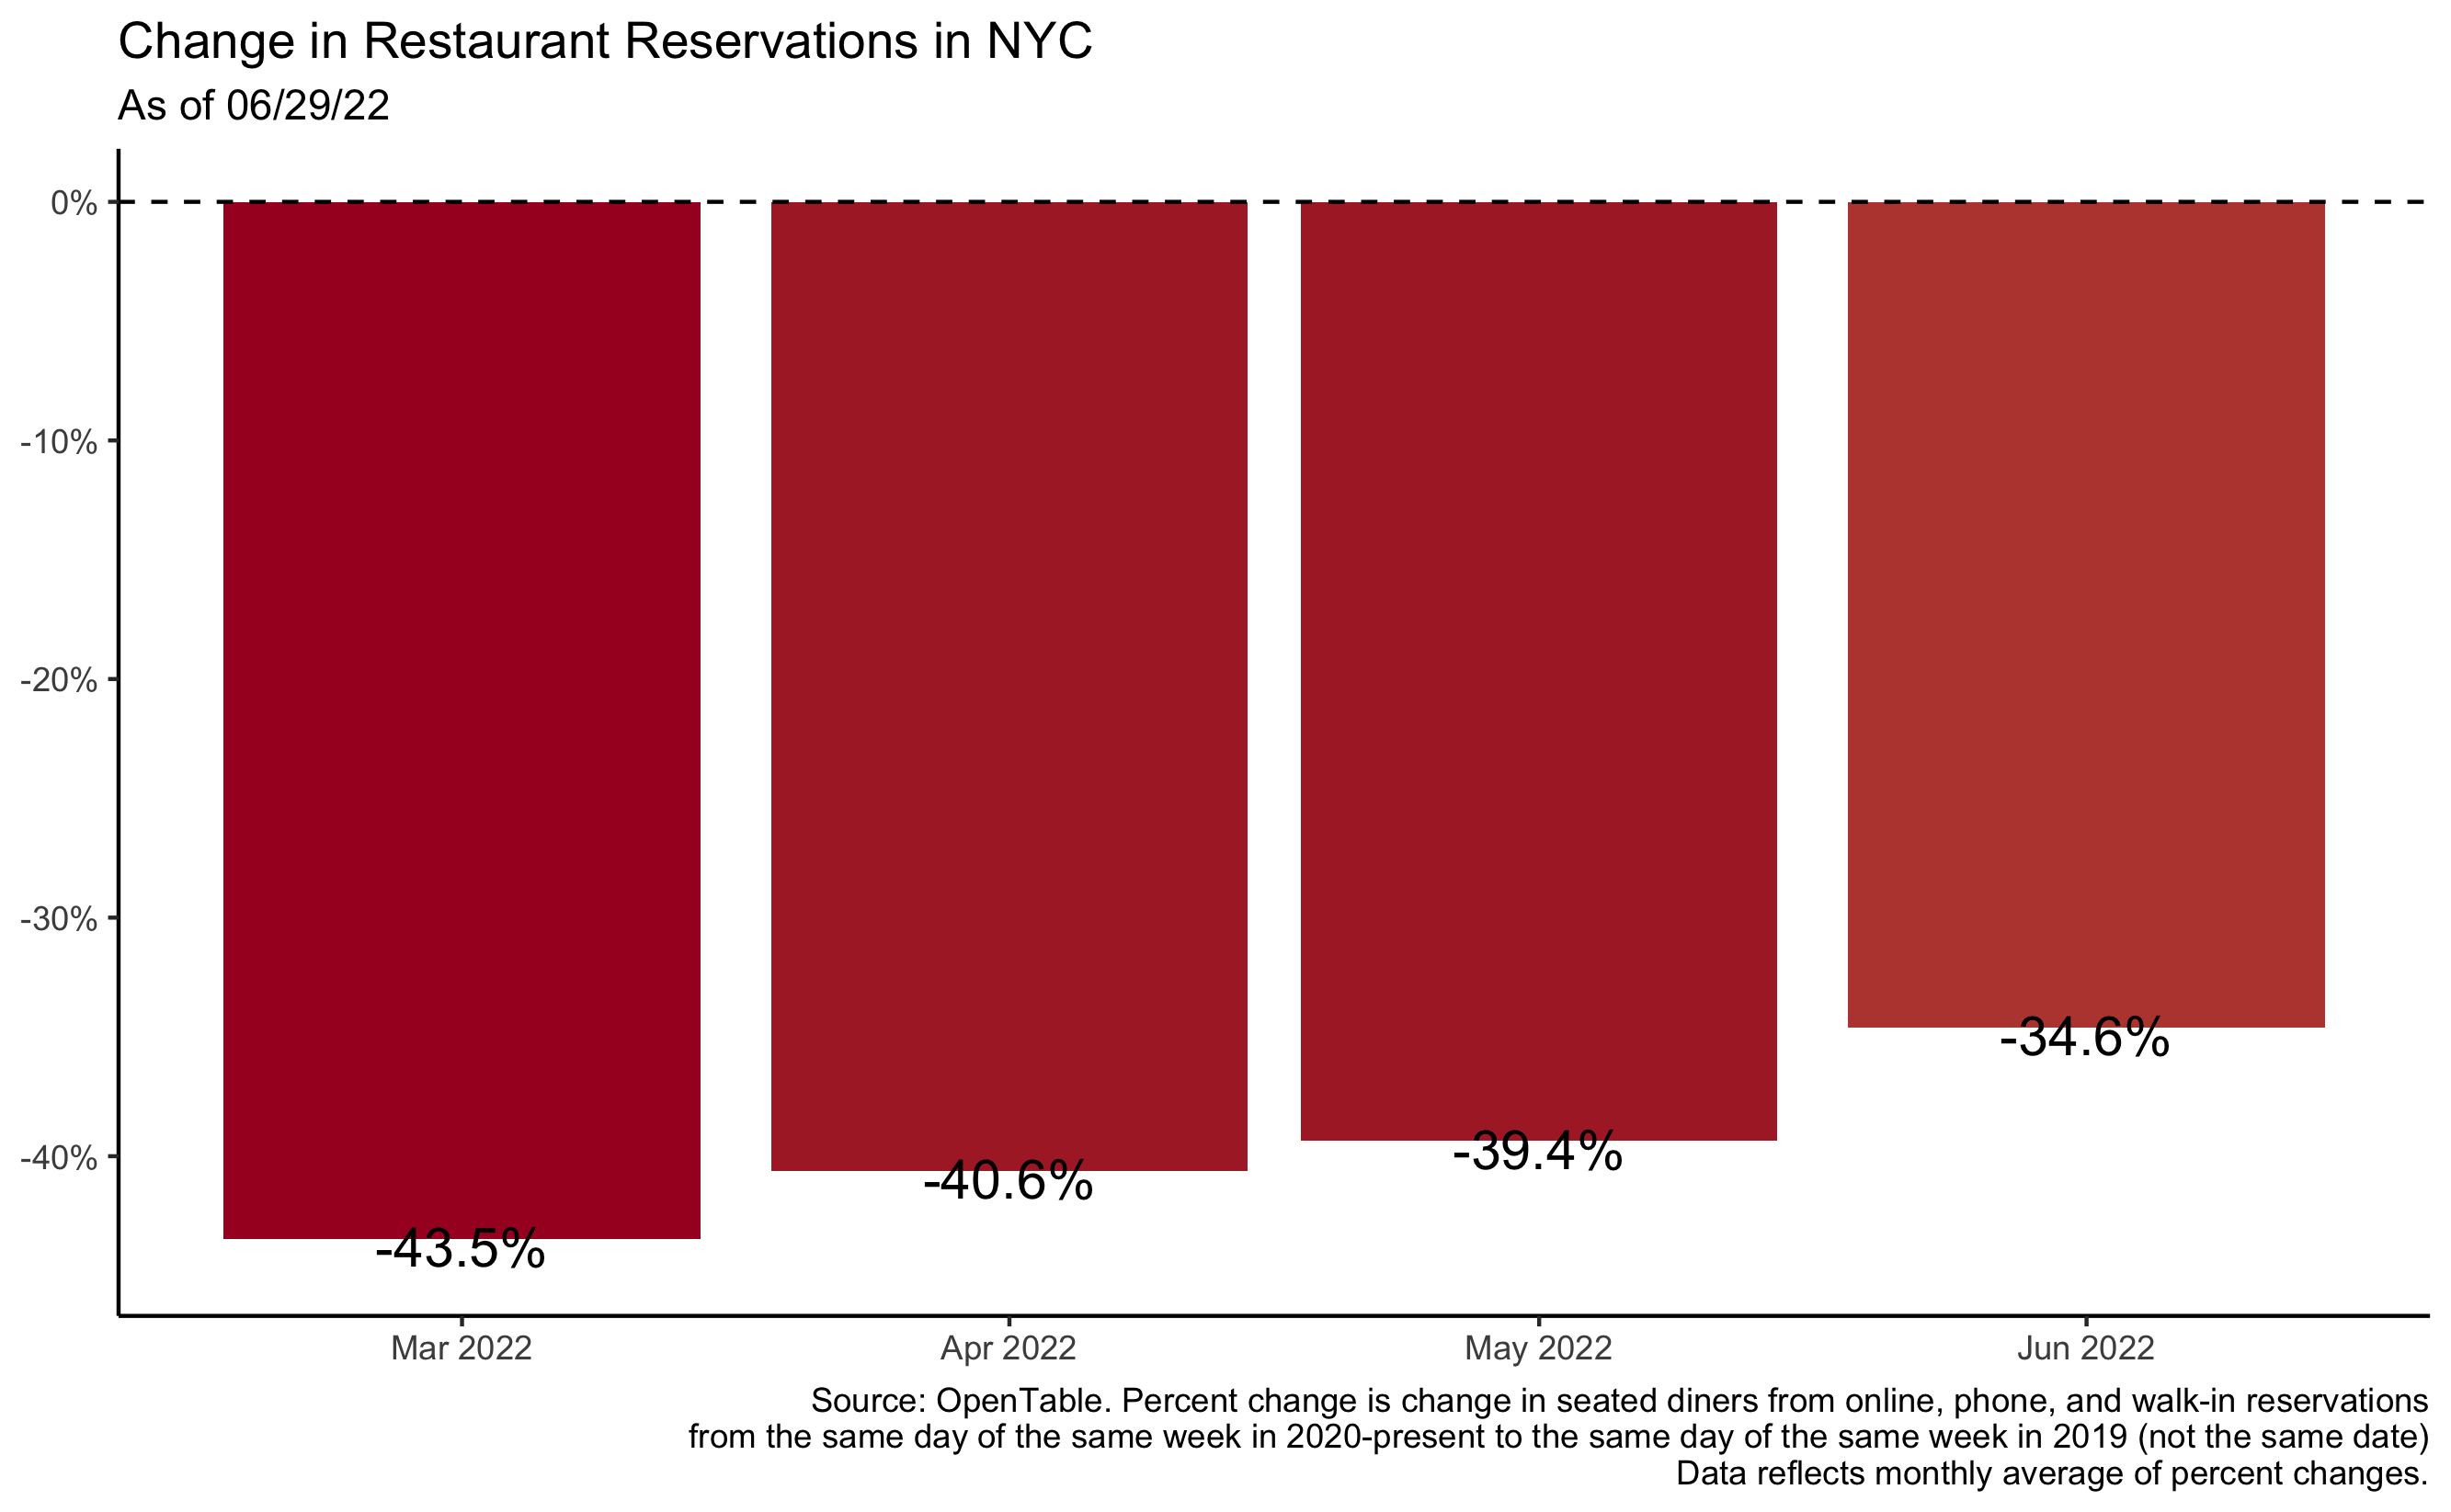 Change in Restaurant Reservations in NYC
As of 06/29/22
0%
-10%
-20%
-30%
-40%
-43.5%
-40.6%
-39.4%
-34.6%
Mar 2022
Apr 2022
May 2022
Jun 2022
Source: OpenTable. Percent change is change in seated diners from online, phone, and walk-in reservations
from the same day of the same week in 2020-present to the same day of the same week in 2019 (not the same date)
Data reflects monthly average of percent changes.